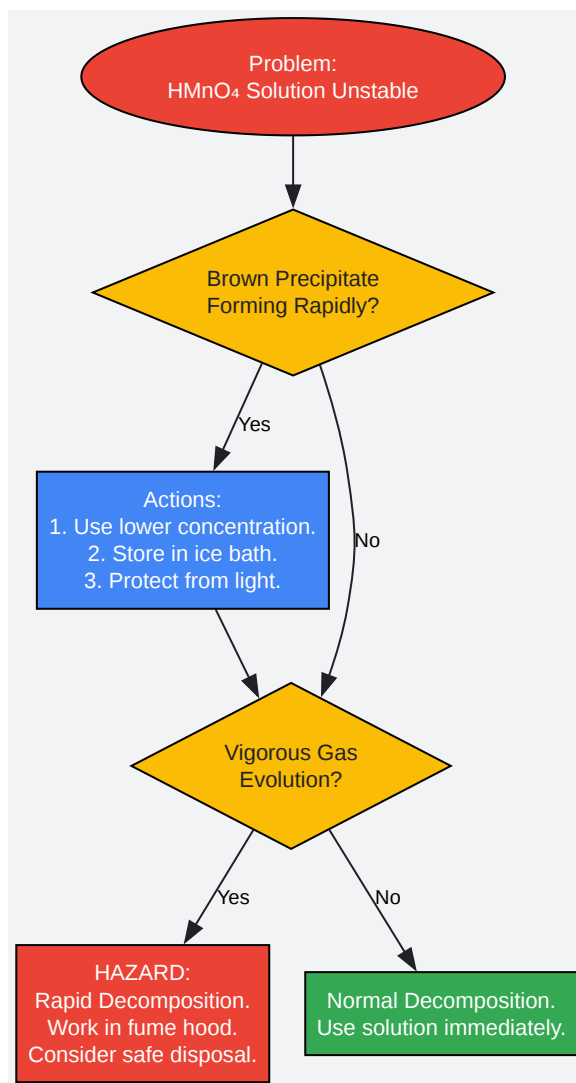 Problem:
HMnO₄ Solution Unstable
Brown Precipitate
Forming Rapidly?
Yes
Actions:
1. Use lower concentration.
2. Store in ice bath.
3. Protect from light.
No
Vigorous Gas
Evolution?
Yes
No
HAZARD:
Rapid Decomposition.
Work in fume hood.
Consider safe disposal.
Normal Decomposition.
Use solution immediately.